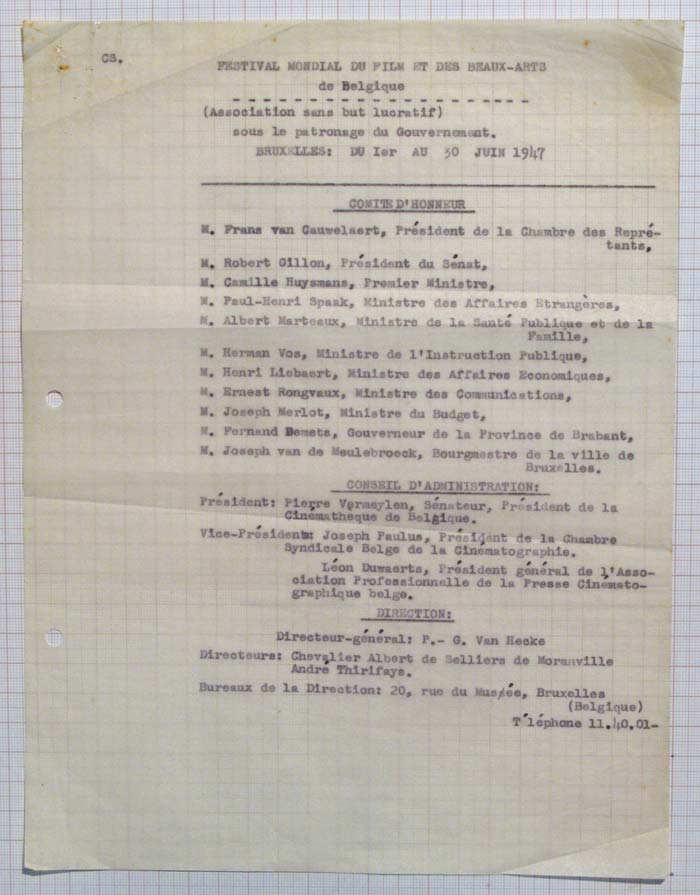 CS.
FESTIVAL MONDIAL DU FILM ET DES BEAUX-ARTS
de Belgique
(Association sans but lucratif)
sous le patronage du Gouvernement.
BRUXELLES: DU Ier AU 30 JUIN 1947
COMITE D'HONNEUR
M. Frans van Cauwelaert, Président de la Chambre des Repré-
tants,
M. Robert Gillon, Président du Sénat,
M. Camille Huysmans, Premier Ministre,
M. Paul-Henri Spaak, Ministre des Affaires Etrangères,
M. Albert Marteaux, Ministre de la Santé Publique et de la
Famille,
M. Herman Vos, Ministre de l'Instruction Publique,
M. Henri Liebaert, Ministre des Affaires Economiques,
M. Ernest Rongvaux, Ministre des Communications,
M. Joseph Merlot, Ministre du Budget,
M. Fernand Demets, Gouverneur de la Province de Brabant,
M. Joseph van de Meulebroeck, Bourgmestre de la ville de
Bruxelles.
CONSEIL D'ADMINISTRATION:
Président: Pierre Vermeylen, Sénateur, Président de la
Cinémathèque de Belgique.
Vice-Présidents: Joseph Paulus, Président de la Chambre
Syndicale Belge de la Cinématographie.
Léon Duwaerts, Président général de l'Asso-
ciation Professionnelle de la Presse Cinémato-
graphique belge.
DIRECTION:
Directeur-général: P.- G. Van Hecke
Directeurs: Chevalier Albert de Selliers de Moranville
André Thirifays.
Bureaux de la Direction: 20, rue du Musée, Bruxelles
(Belgique)
Téléphone 11.40.01-